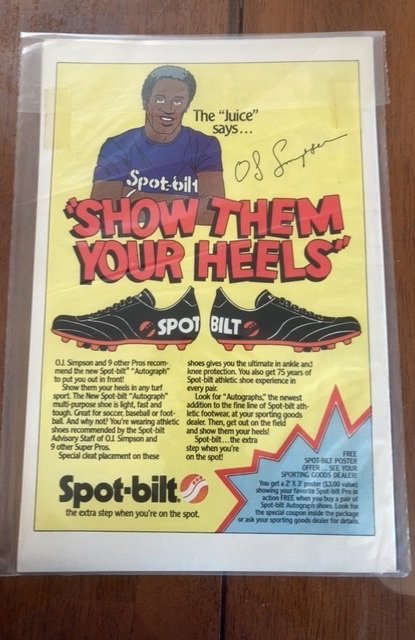 The "Juice"
says...
OJ Simpson
Spot-bilt
"SHOW THEM
YOUR HEELS"
SPOT BILT
O.J. Simpson and 9 other Pros recom-
mend the new Spot-bilt® "Autograph"
to put you out in front!
Show them your heels in any turf
sport. The New Spot-bilt "Autograph"
multi-purpose shoe is light, fast and
tough. Great for soccer, baseball or foot-
ball. And why not? You're wearing athletic
shoes recommended by the Spot-bilt
Advisory Staff of O.J. Simpson and
9 other Super Pros.
Special cleat placement on these
shoes gives you the ultimate in ankle and
knee protection. You also get 75 years of
Spot-bilt athletic shoe experience in
every pair.
Look for "Autographs," the newest
addition to the fine line of Spot-bilt ath-
letic footwear, at your sporting goods
dealer. Then, get out on the field
and show them your heels!
Spot-bilt...the extra
step when you're
on the spot!
Spot-bilt®
the extra step when you're on the spot.
FREE
SPOT-BILT POSTER
OFFER ... SEE YOUR
SPORTING GOODS DEALER!
You get a 2' X 3' poster ($3.00 value)
showing your favorite Spot-bilt Pro in
action FREE when you buy a pair of
Spot-bilt Autograph shoes. Look for
the special coupon inside the package
or ask your sporting goods dealer for details.